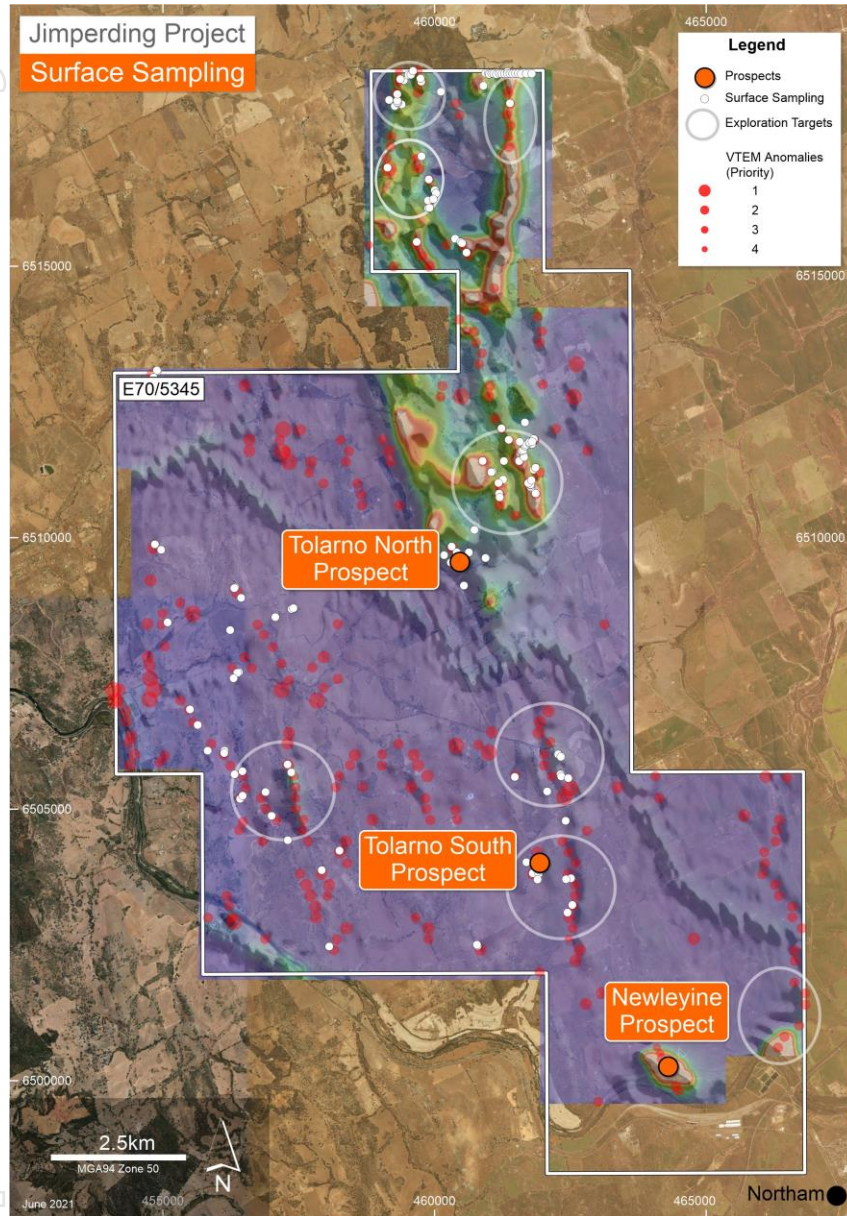 Jimperding Project
Surface Sampling
460000
465000
Legend
Prospects
Surface Sampling
Exploration Targets
VTEM Anomalies
(Priority)
1
2
3
4
6515000
6515000
E70/5345
6510000
6510000
Tolarno North
Prospect
6505000
6505000
Tolarno South
Prospect
Newleyine
Prospect
6500000
6500000
2.5km
MGA94 Zone 50
N
June 2021
455000
460000
465000
Northam